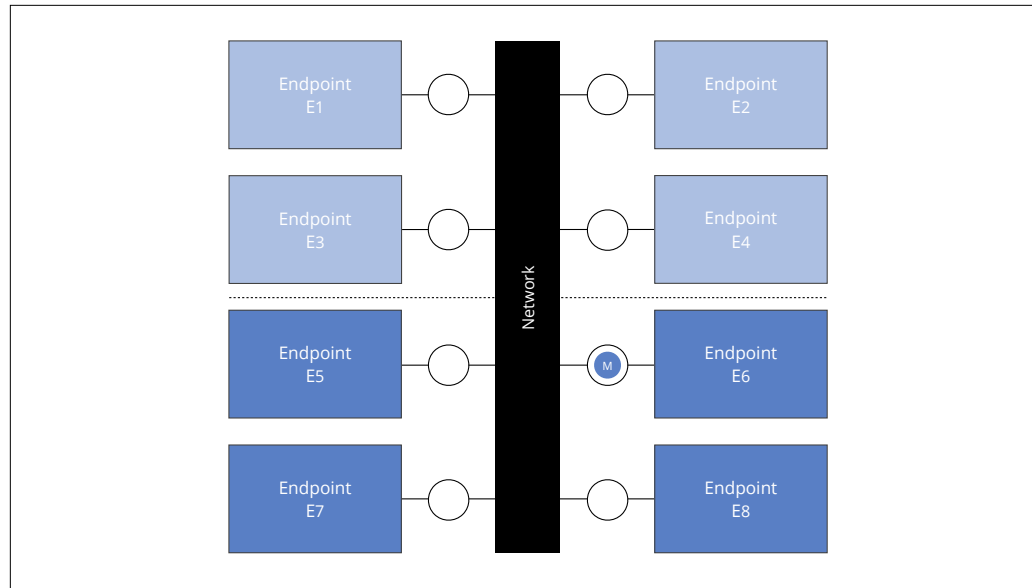 Endpoint
E1
Endpoint
E2
Endpoint
E3
Endpoint
E4
Network
Endpoint
E5
M
Endpoint
E6
Endpoint
E7
Endpoint
E8